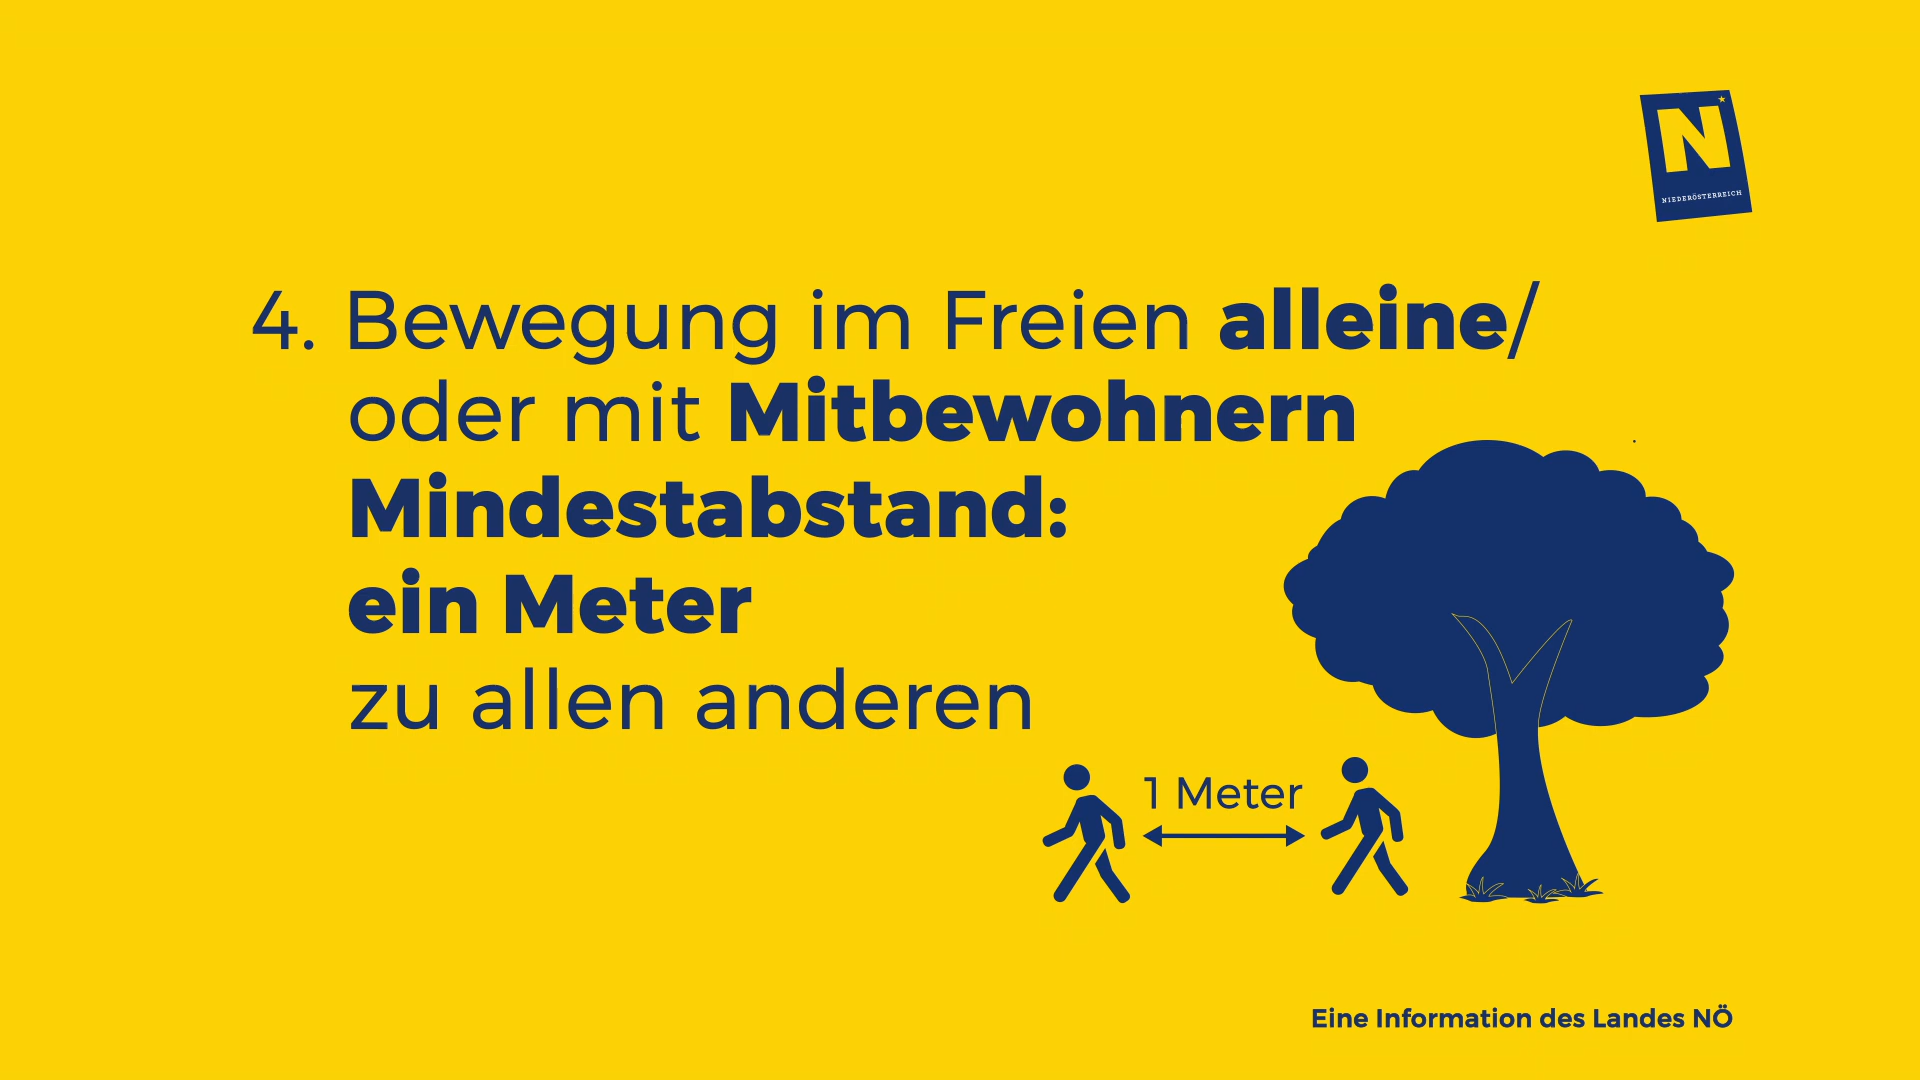 N
NIEDERÖSTERREICH
4. Bewegung im Freien alleine/
oder mit Mitbewohnern
Mindestabstand:
ein Meter
zu allen anderen
1 Meter
Eine Information des Landes NÖ